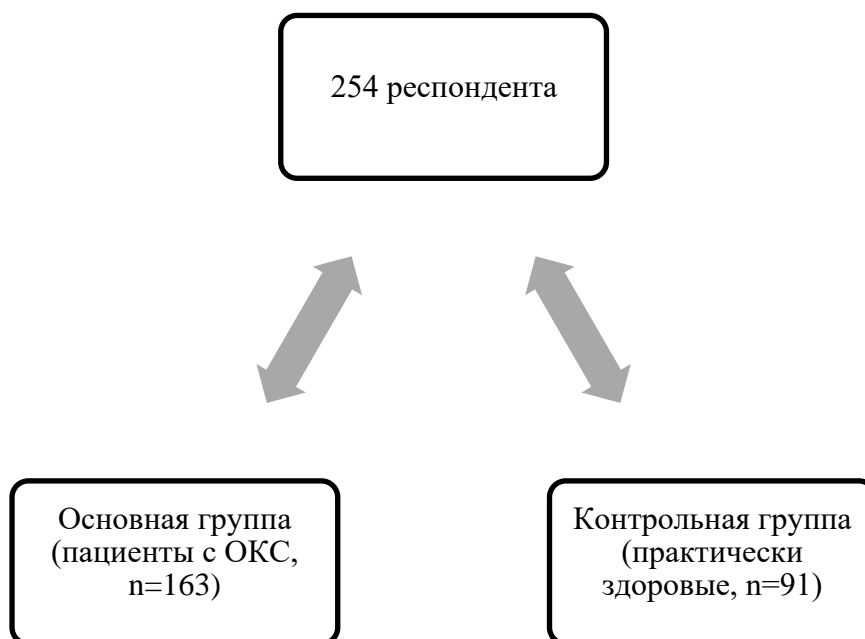 254 респондента
Основная группа
(пациенты с ОКС,
n=163)
Контрольная группа
(практически
здоровые, n=91)